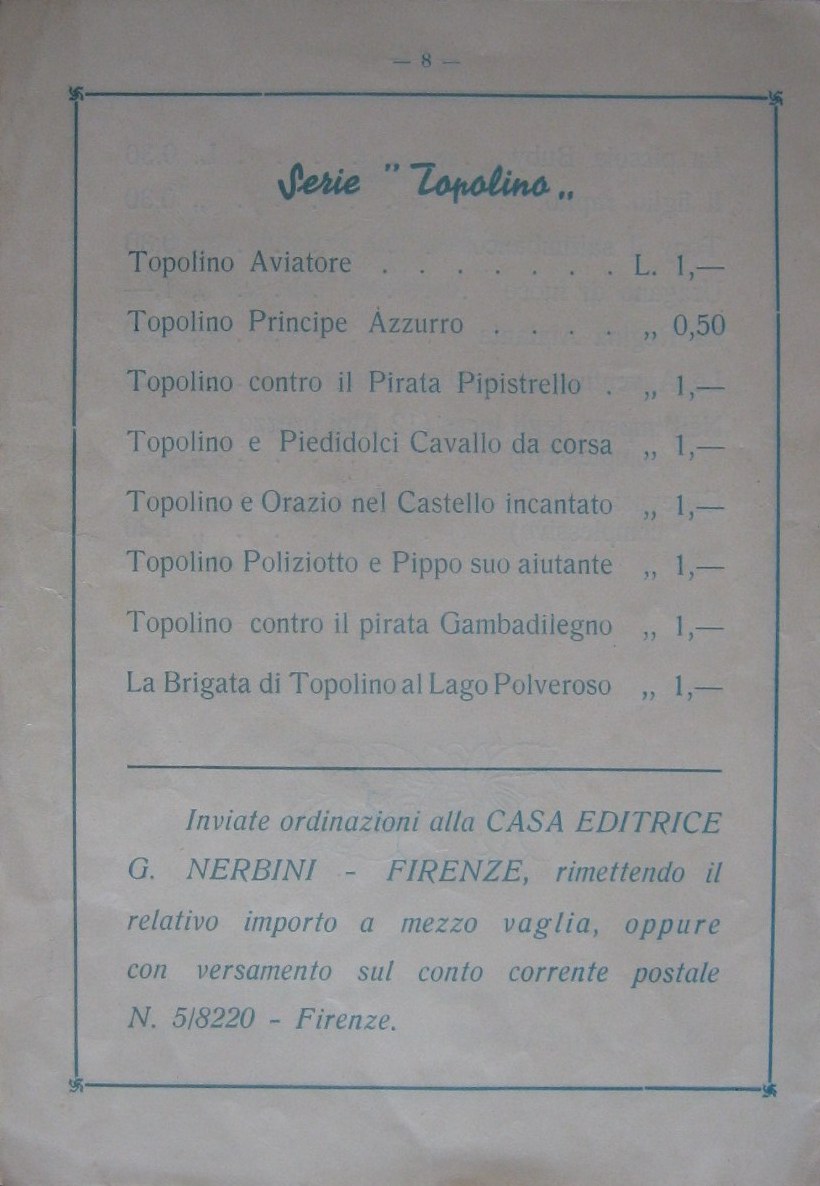 — 8 —
Serie " Topolino „
Topolino Aviatore . . . . . . . L. 1,—
Topolino Principe Azzurro . . . . „ 0,50
Topolino contro il Pirata Pipistrello . „ 1,—
Topolino e Piedidolci Cavallo da corsa „ 1,—
Topolino e Orazio nel Castello incantato „ 1,—
Topolino Poliziotto e Pippo suo aiutante „ 1,—
Topolino contro il pirata Gambadilegno „ 1,—
La Brigata di Topolino al Lago Polveroso „ 1,—
Inviate ordinazioni alla CASA EDITRICE
G. NERBINI - FIRENZE, rimettendo il
relativo importo a mezzo vaglia, oppure
con versamento sul conto corrente postale
N. 5/8220 - Firenze.